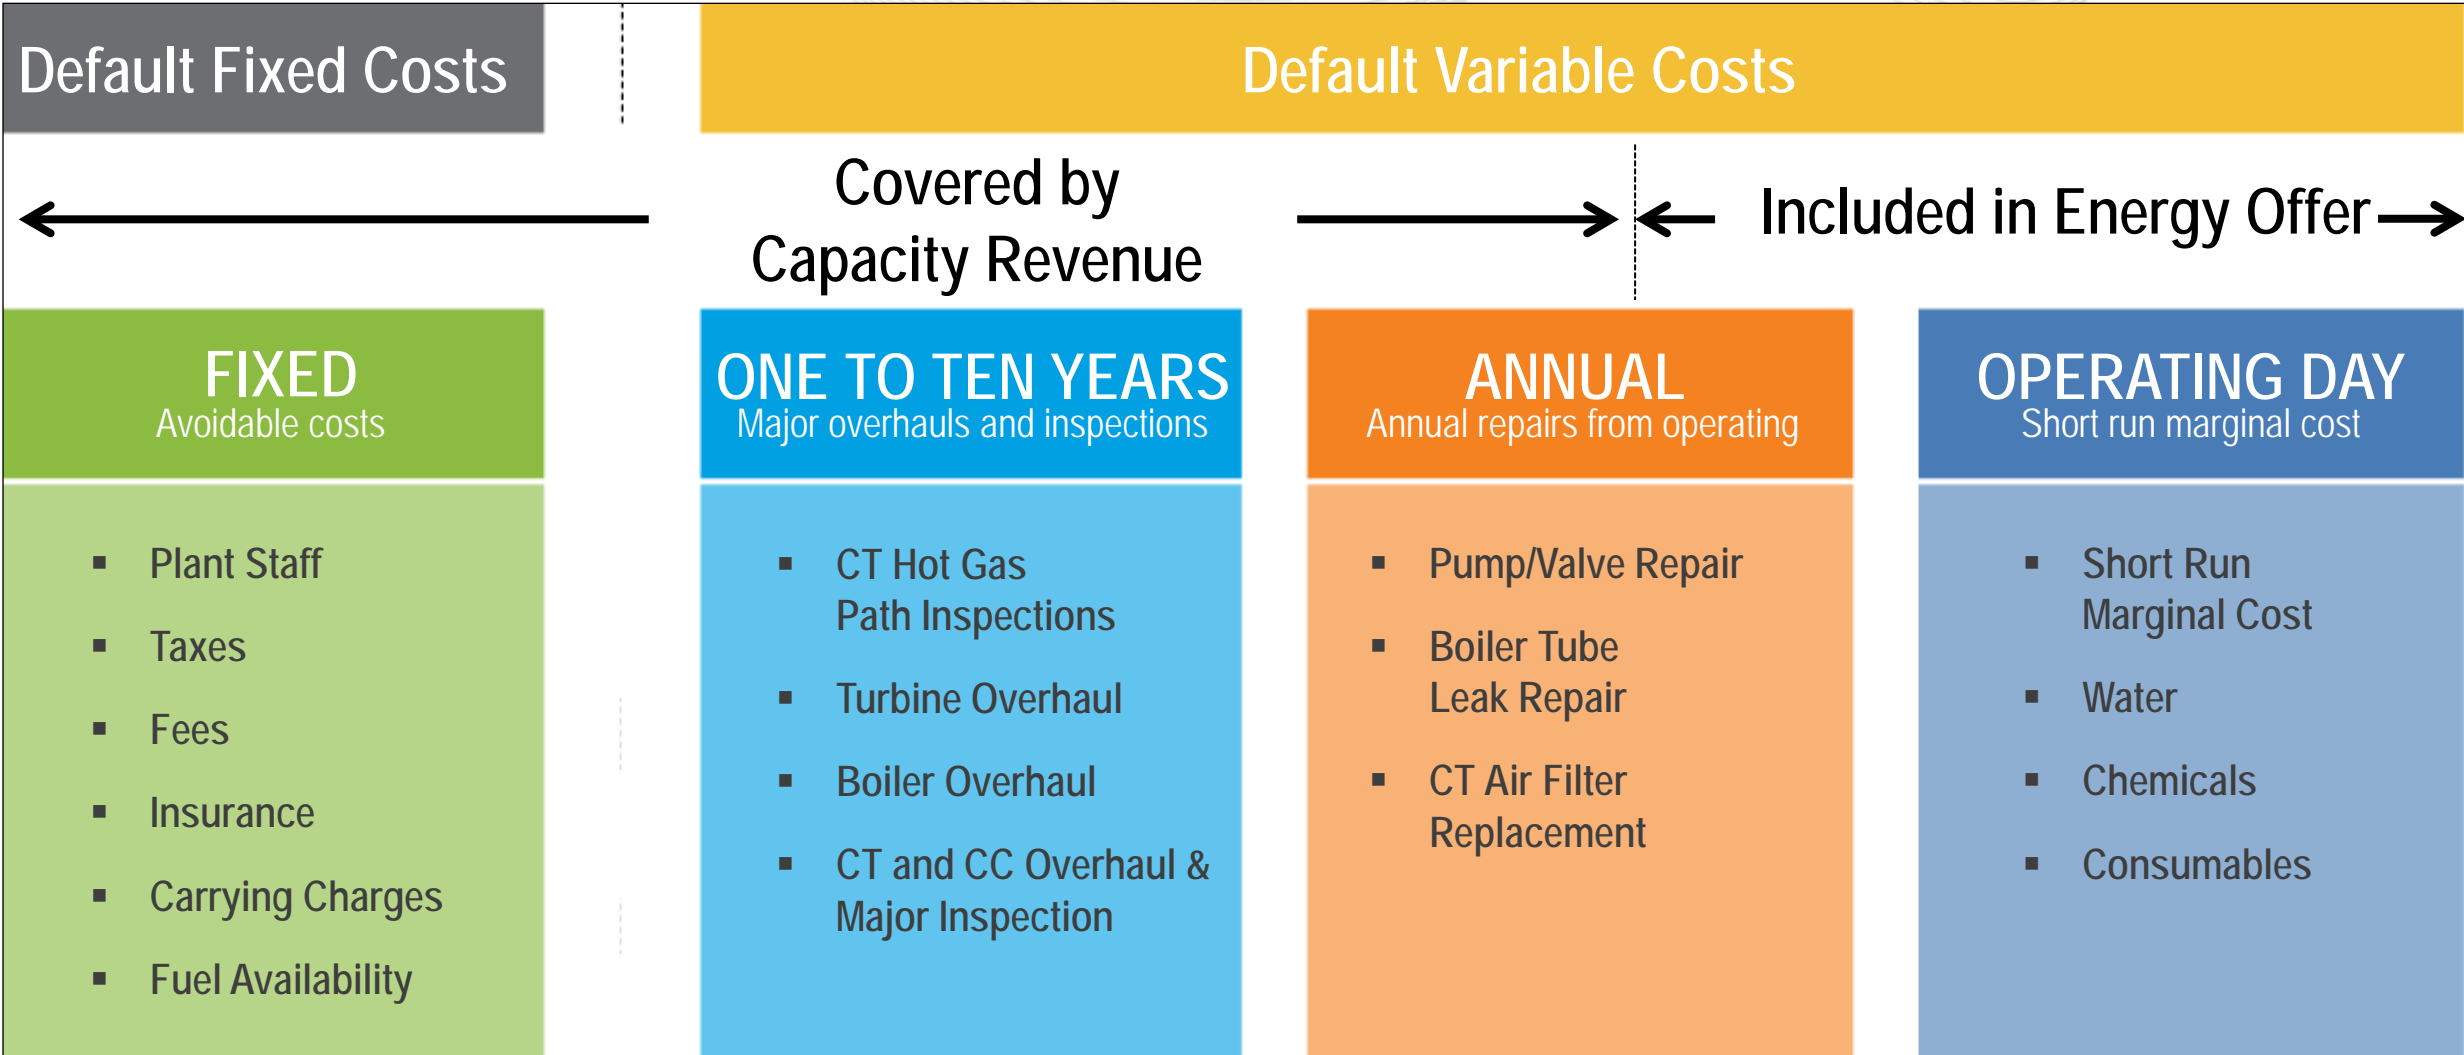 Default Fixed Costs
Default Variable Costs
Covered by
Capacity Revenue
Included in Energy Offer
FIXED
Avoidable costs
▪ Plant Staff
▪ Taxes
▪ Fees
▪ Insurance
▪ Carrying Charges
▪ Fuel Availability
ONE TO TEN YEARS
Major overhauls and inspections
▪ CT Hot Gas
Path Inspections
▪ Turbine Overhaul
▪ Boiler Overhaul
▪ CT and CC Overhaul &
Major Inspection
ANNUAL
Annual repairs from operating
▪ Pump/Valve Repair
▪ Boiler Tube
Leak Repair
▪ CT Air Filter
Replacement
OPERATING DAY
Short run marginal cost
▪ Short Run
Marginal Cost
▪ Water
▪ Chemicals
▪ Consumables